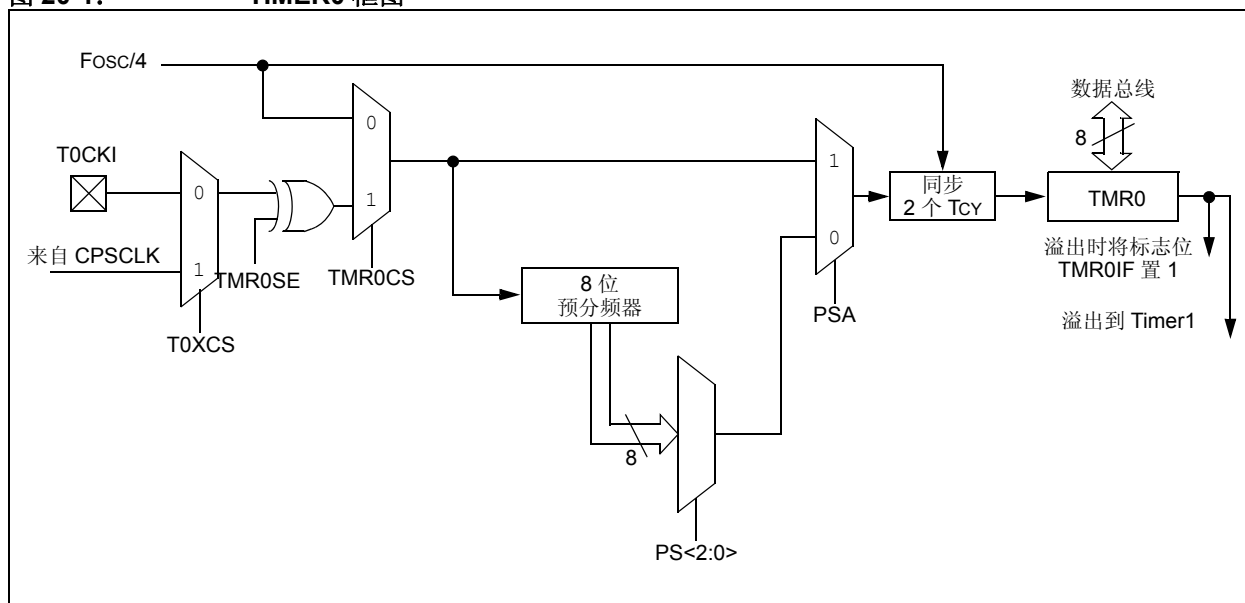 TIMER0 框图
FOSC/4
数据总线
8
T0CKI
0
0
1
1
同步
2 个 TCY
TMR0
来自 CPSCLK
1
TMR0SE
TMR0CS
0
溢出时将标志位
TMR0IF 置 1
8 位
预分频器
PSA
溢出到 Timer1
T0XCS
8
PS<2:0>